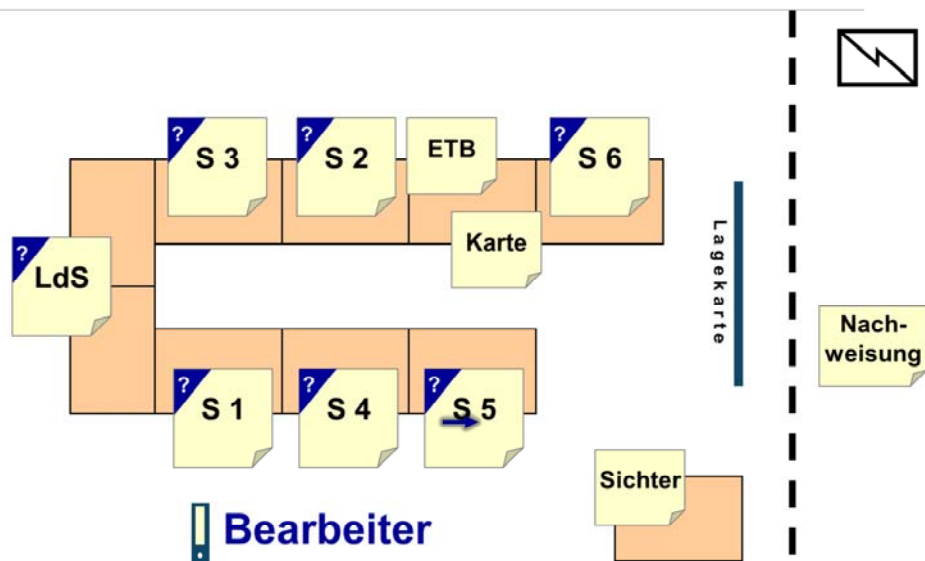 ?
S 3
?
S 2
ETB
?
S 6
Karte
?
LdS
Lagekarte
Nach-
weisung
?
S 1
?
S 4
?
S 5
Sichter
Bearbeiter